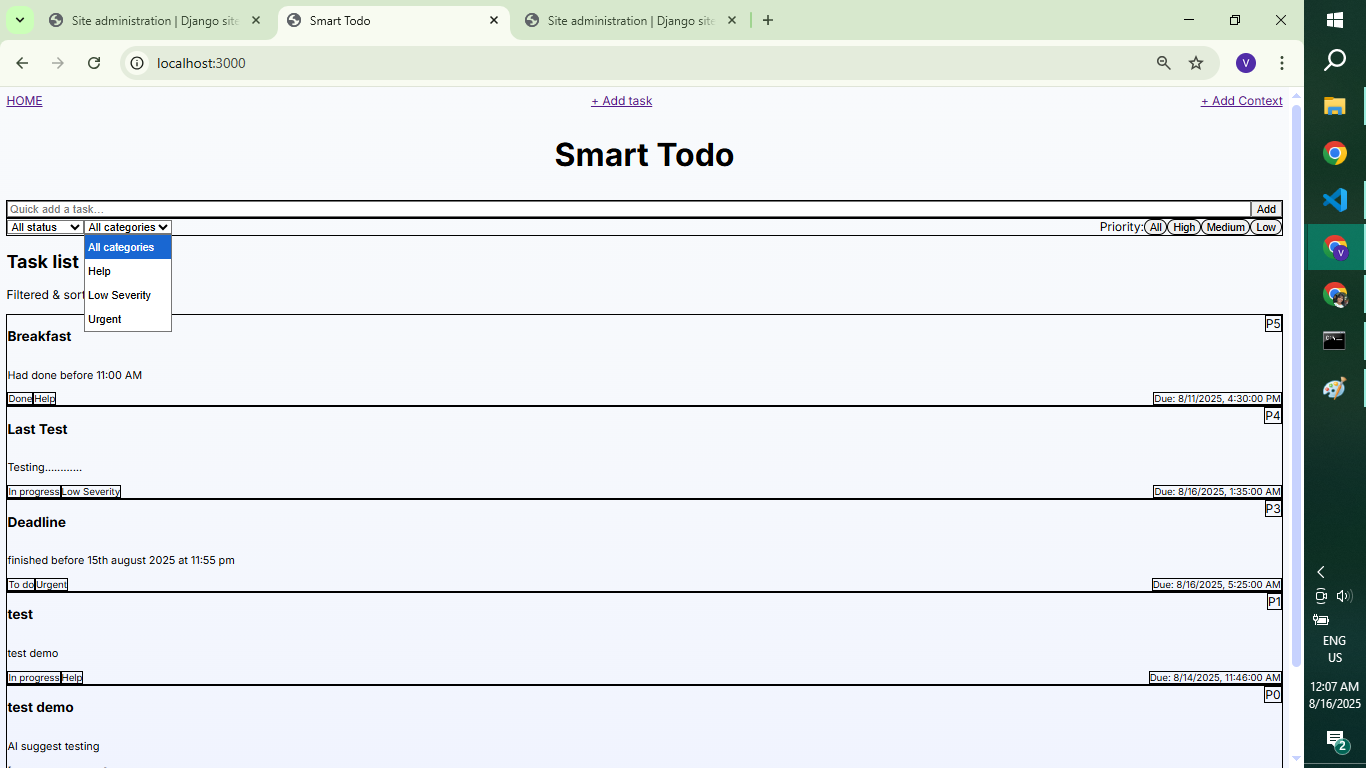 Site administration | Django site
Smart Todo
Site administration | Django site
localhost:3000
V
HOME
+ Add task
+ Add Context
Smart Todo
Quick add a task...
Add
All status
All categories
Priority:
All
High
Medium
Low
All categories
Help
Low Severity
Urgent
Task list
Filtered & sort
P5
Breakfast
Had done before 11:00 AM
Done
Help
Due: 8/11/2025, 4:30:00 PM
P4
Last Test
Testing............
In progress
Low Severity
Due: 8/16/2025, 1:35:00 AM
P3
Deadline
finished before 15th august 2025 at 11:55 pm
To do
Urgent
Due: 8/16/2025, 5:25:00 AM
P1
test
test demo
In progress
Help
Due: 8/14/2025, 11:46:00 AM
P0
test demo
AI suggest testing
V
ENG
US
12:07 AM
8/16/2025
2